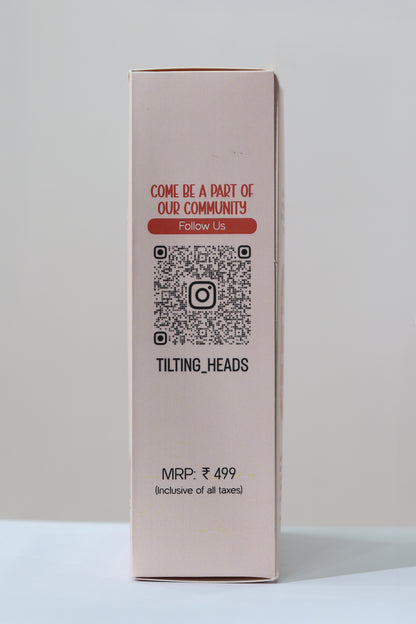 COME BE A PART OF
OUR COMMUNITY
Follow Us
TILTING_HEADS
MRP: ₹ 499
(Inclusive of all taxes)